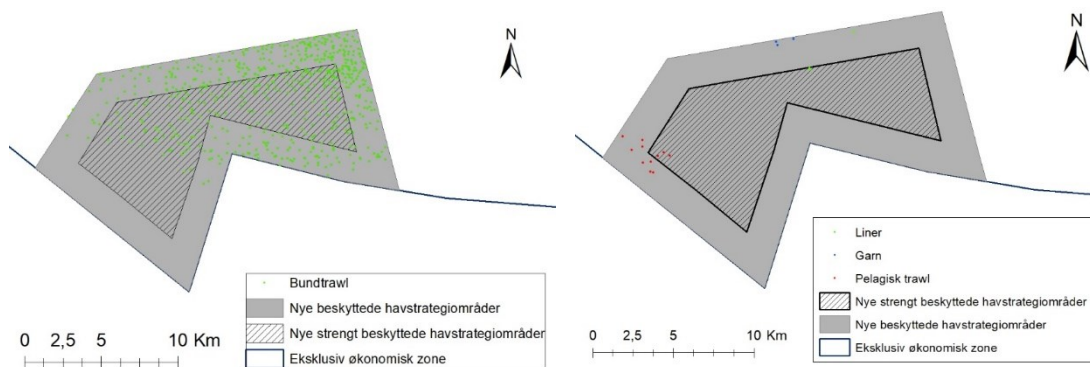 N
Bundtrawl
Nye beskyttede havstrategiområder
Nye strengt beskyttede havstrategiområder
Eksklusiv økonomisk zone
0 2,5 5 10 Km
N
Liner
Garn
Pelagisk trawl
Nye strengt beskyttede havstrategiområder
Nye beskyttede havstrategiområder
Eksklusiv økonomisk zone
0 2,5 5 10 Km